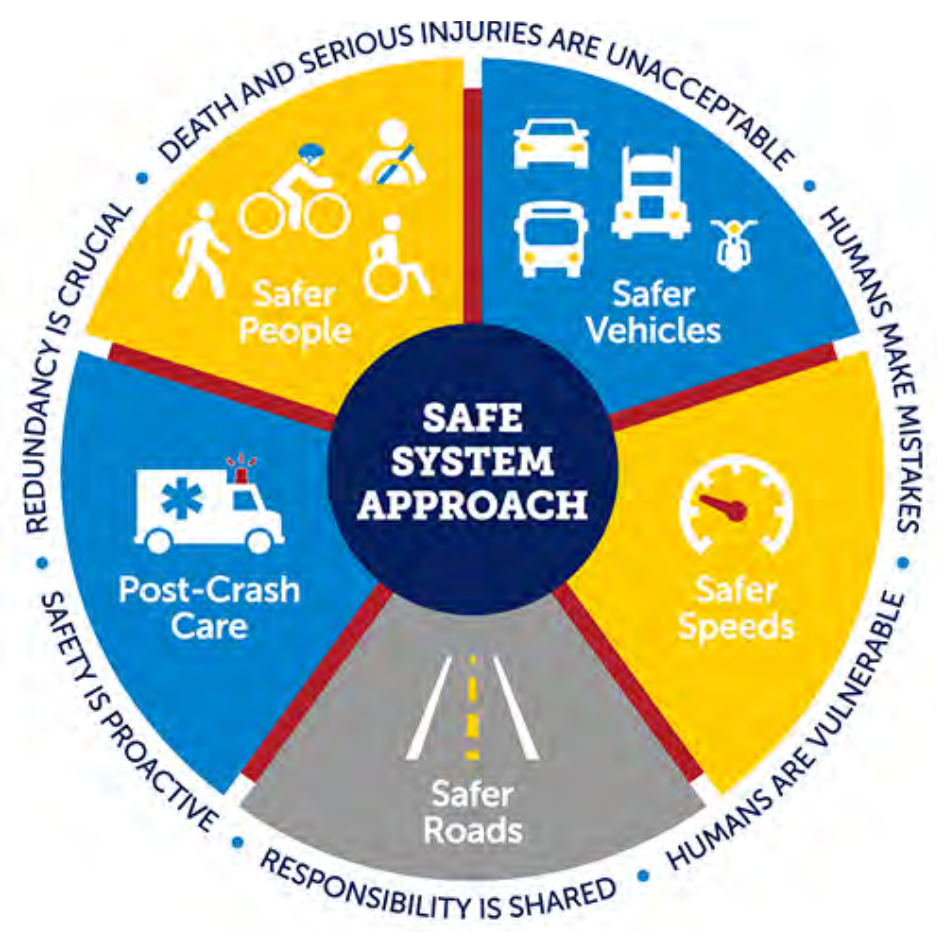 DEATH AND SERIOUS INJURIES ARE UNACCEPTABLE
HUMANS MAKE MISTAKES
HUMANS ARE VULNERABLE
RESPONSIBILITY IS SHARED
SAFETY IS PROACTIVE
REDUNDANCY IS CRUCIAL
Safer
People
Safer
Vehicles
SAFE
SYSTEM
APPROACH
Post-Crash
Care
Safer
Speeds
Safer
Roads